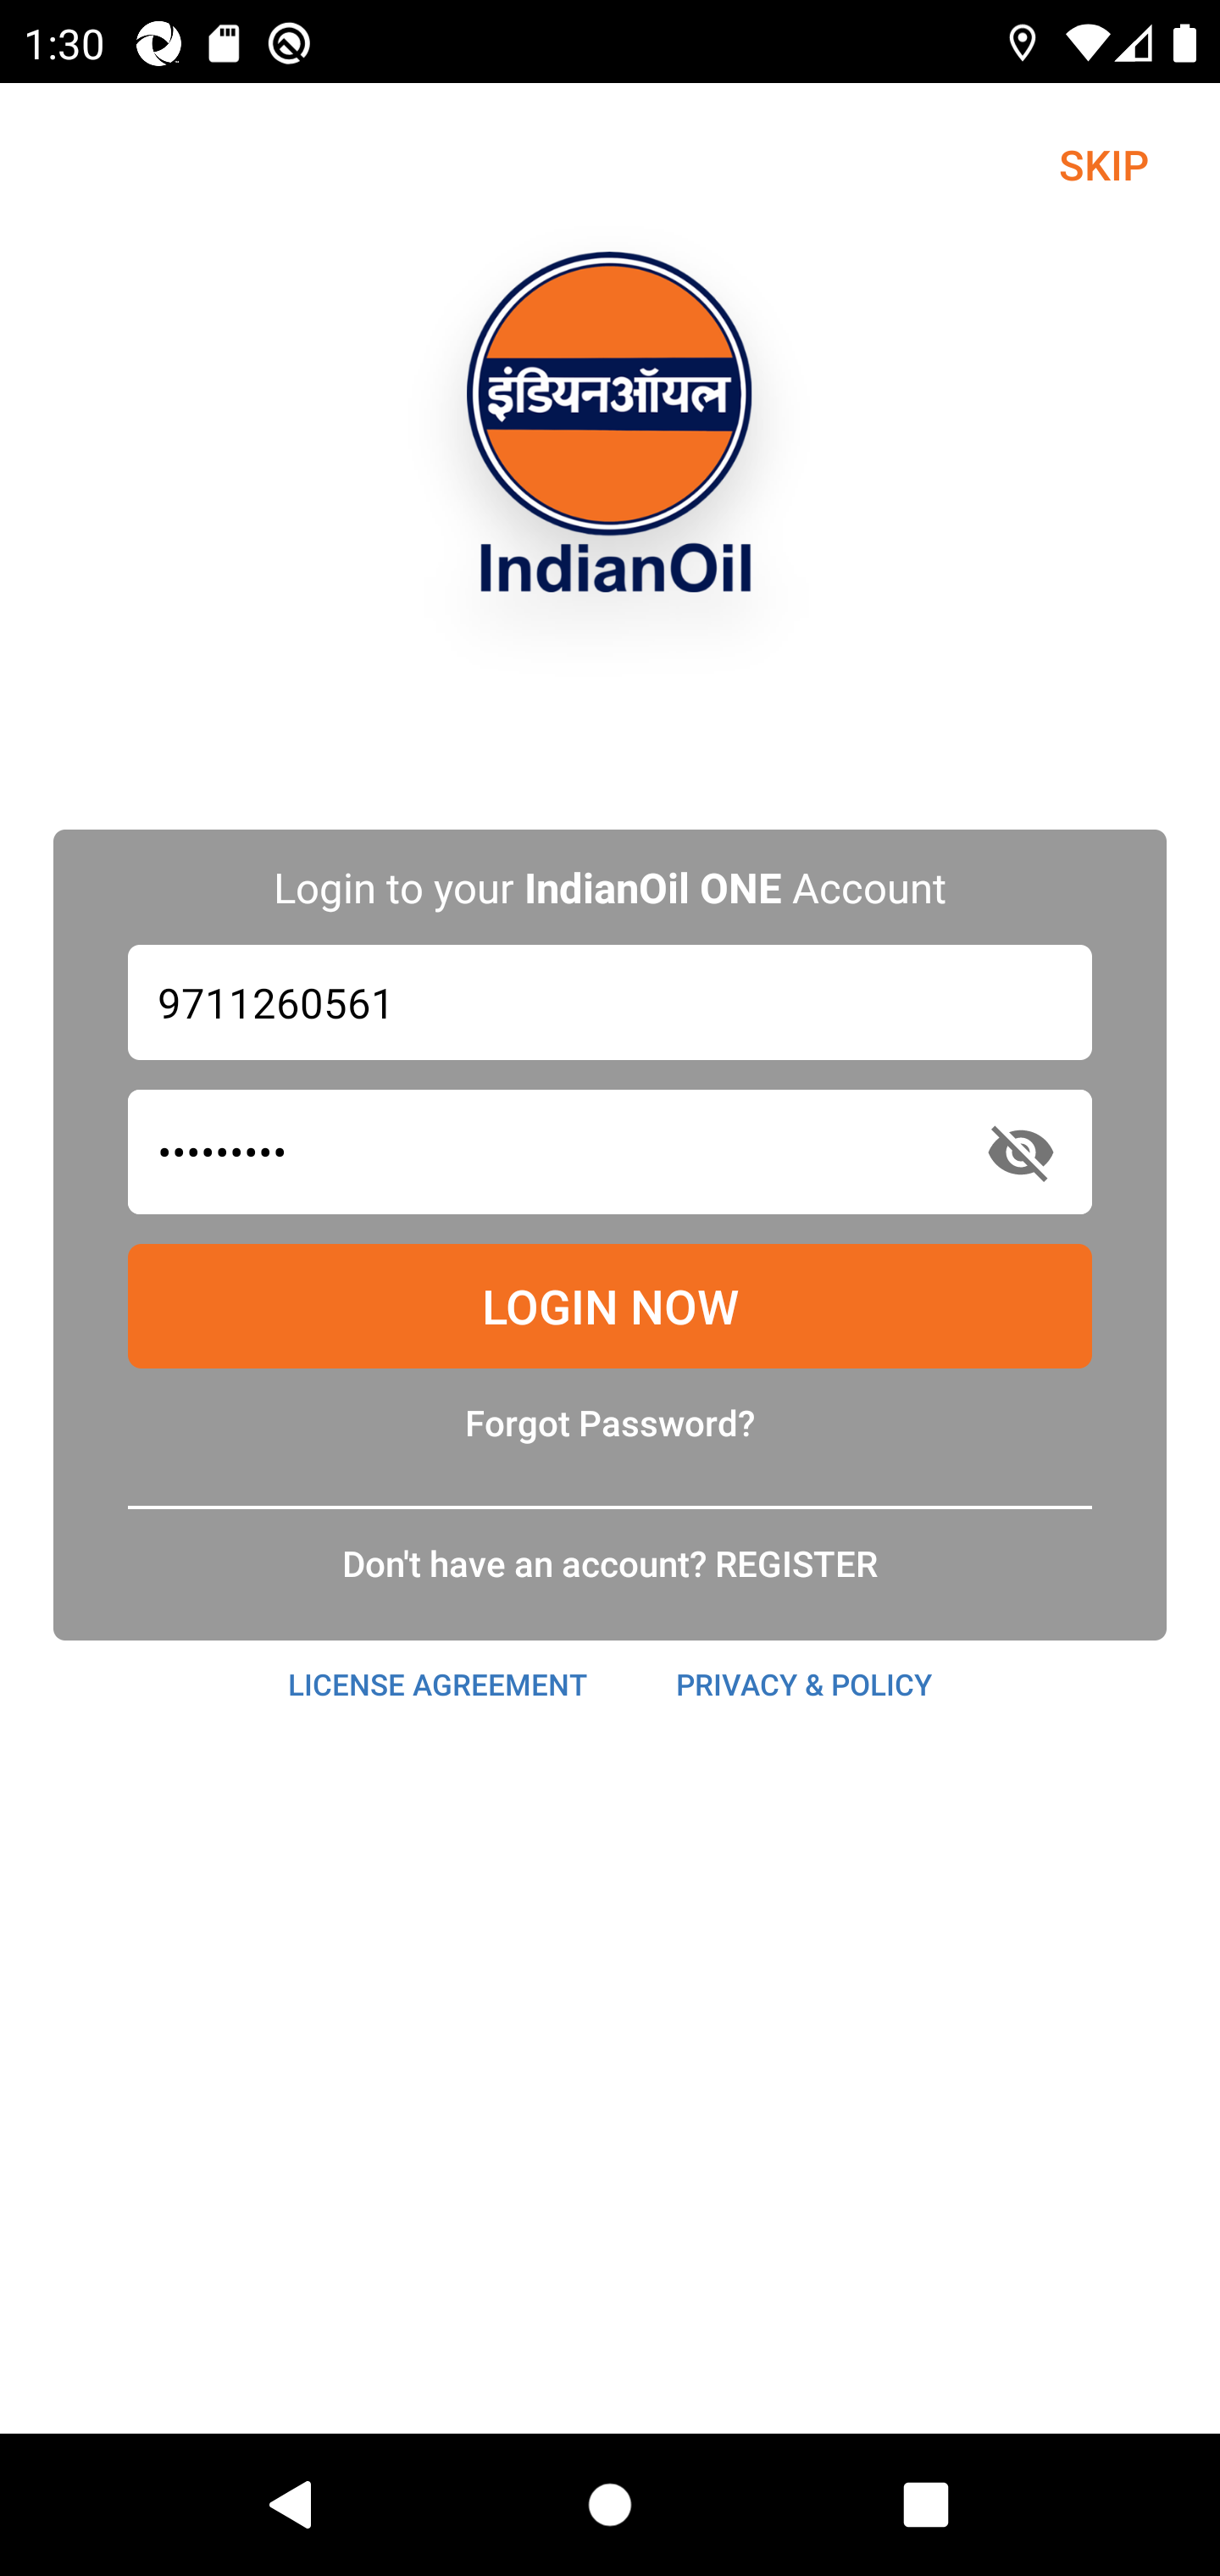 1:30
SKIP
इंडियनऑयल
IndianOil
Login to your IndianOil ONE Account
9711260561
•••••••••
LOGIN NOW
Forgot Password?
Don't have an account? REGISTER
LICENSE AGREEMENT PRIVACY & POLICY